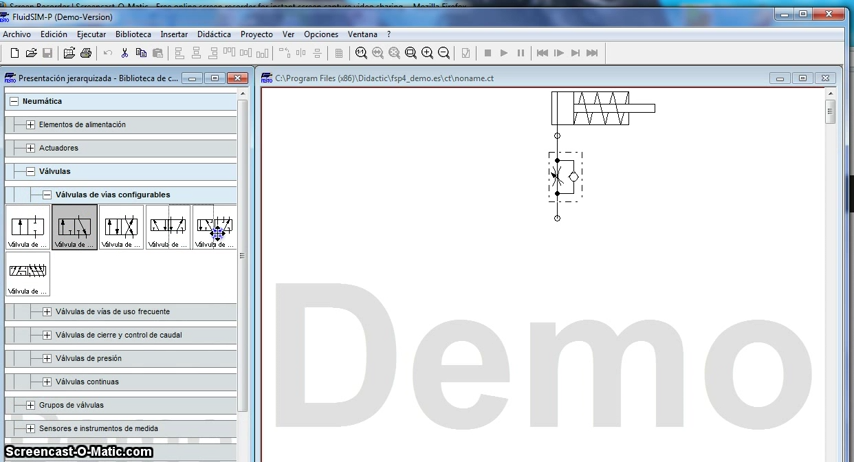 FluidSIM-P (Demo-Version)
Archivo Edición Ejecutar Biblioteca Insertar Didáctica Proyecto Ver Opciones Ventana ?
Presentación jerarquizada - Biblioteca de c...
C:\Program Files (x86)\Didactic\fsp4_demo.es\ct\noname.ct
Neumática
Elementos de alimentación
Actuadores
Válvulas
Válvulas de vías configurables
Válvula de ... Válvula de ... Válvula de ... Válvula de ... Válvula de ...
Válvula de ...
Válvulas de vías de uso frecuente
Válvulas de cierre y control de caudal
Válvulas de presión
Válvulas continuas
Grupos de válvulas
Sensores e instrumentos de medida
Demo
Screencast-O-Matic.com